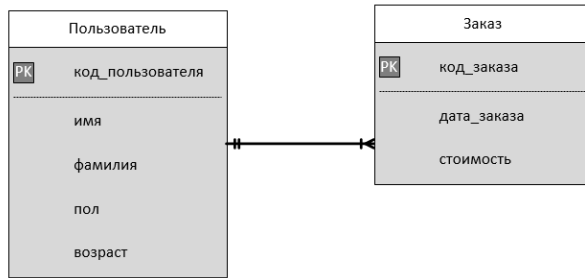 Пользователь
PK код_пользователя
имя
фамилия
пол
возраст
Заказ
PK код_заказа
дата_заказа
стоимость